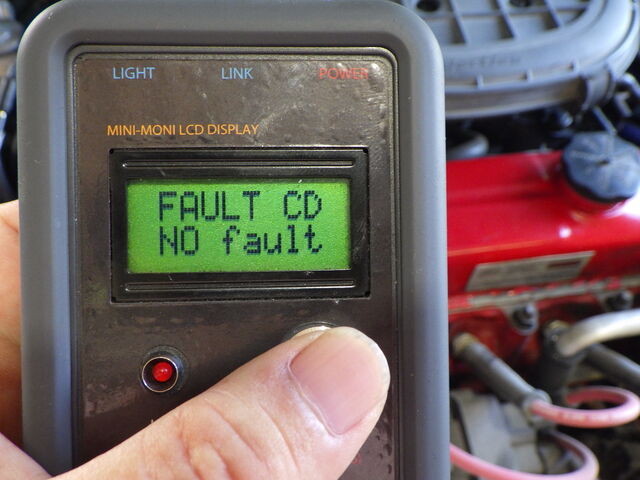 LIGHT LINK POWER
MINI-MONI LCD DISPLAY
FAULT CD
NO fault